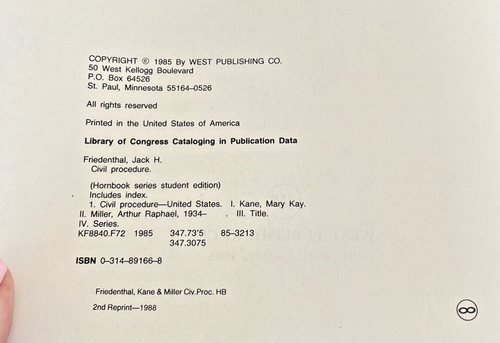 COPYRIGHT © 1985 By WEST PUBLISHING CO.
50 West Kellogg Boulevard
P.O. Box 64526
St. Paul, Minnesota 55164–0526
All rights reserved
Printed in the United States of America
Library of Congress Cataloging in Publication Data
Friedenthal, Jack H.
Civil procedure.
(Hornbook series student edition)
Includes index.
1. Civil procedure—United States. I. Kane, Mary Kay.
II. Miller, Arthur Raphael, 1934– . III. Title.
IV. Series.
KF8840.F72 1985 347.73'5 85–3213
347.3075
ISBN 0–314–89166–8
Friedenthal, Kane & Miller Civ.Proc. HB
2nd Reprint—1988